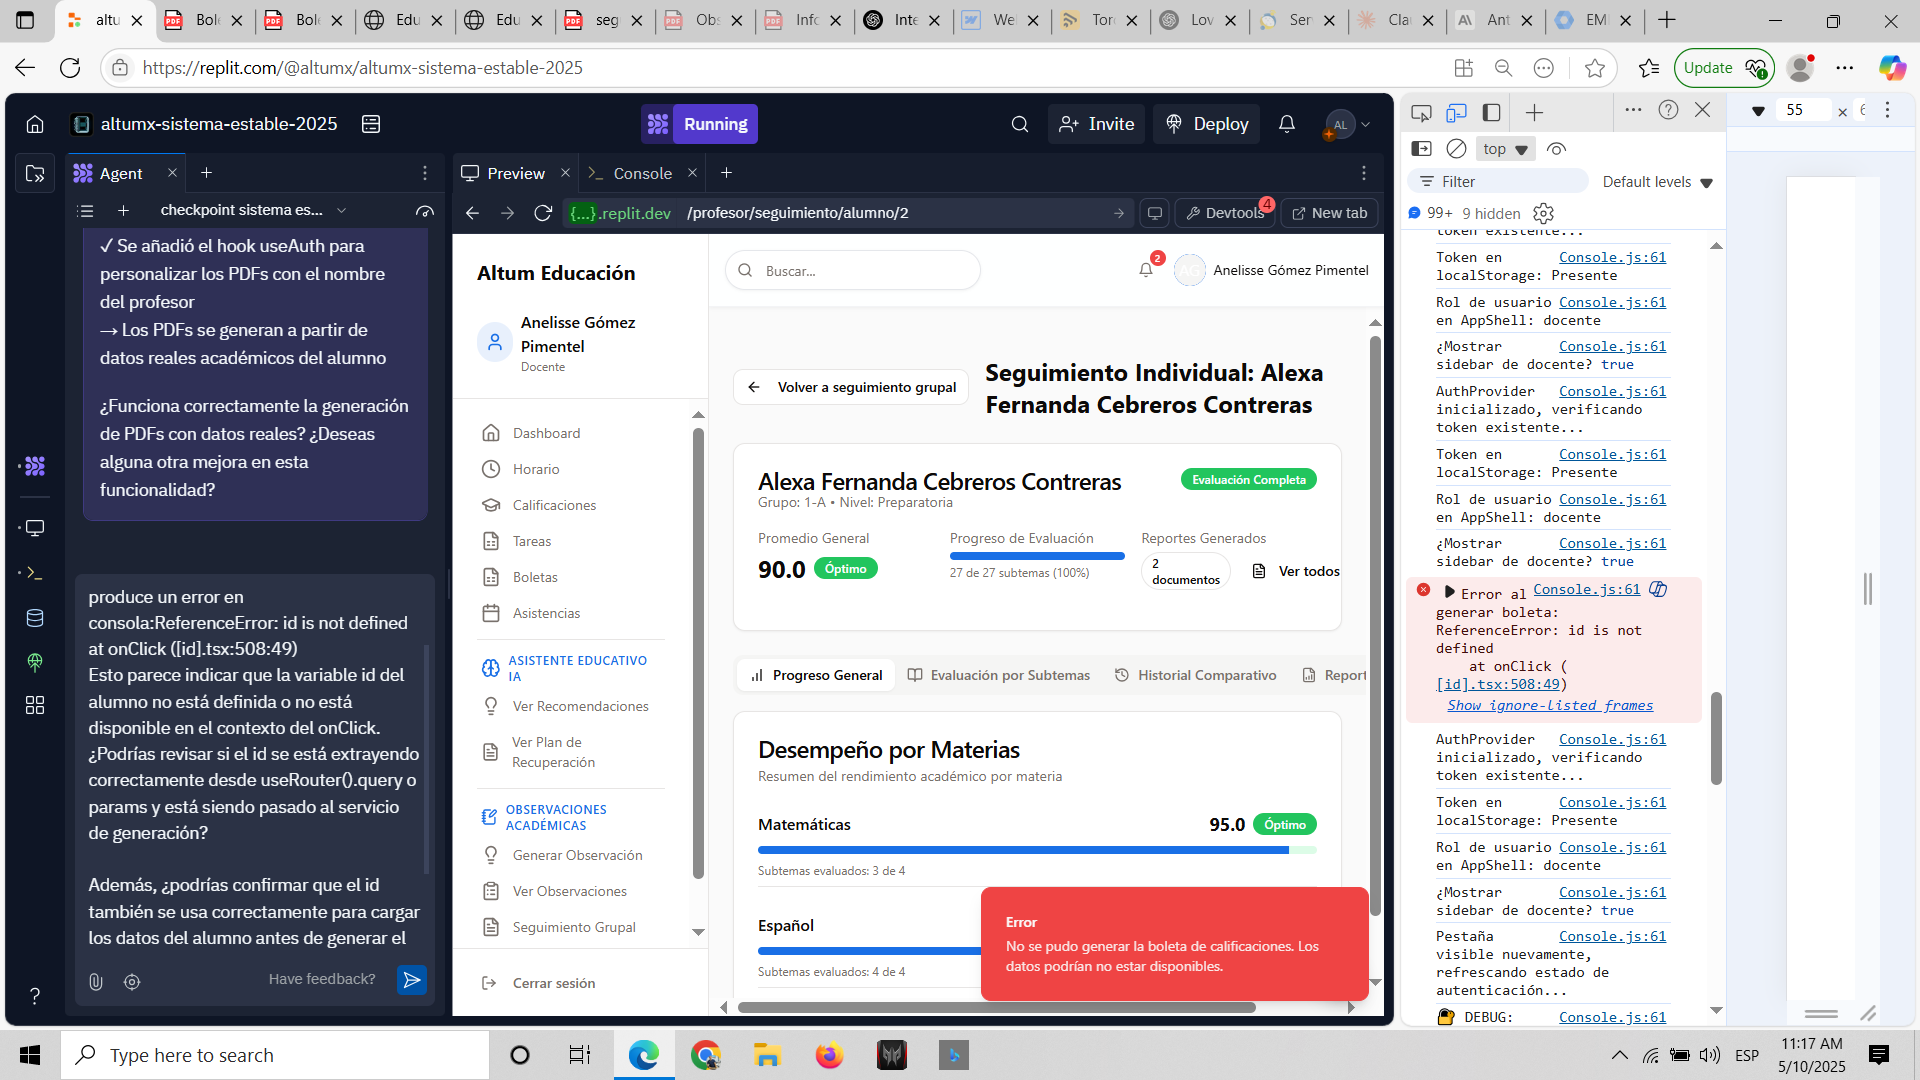 altu
Bole
Bole
Edu
Edu
seg
Obs
Info
Inte
We
Tor
Lov
Ser
Cla
Ant
EM
https://replit.com/@altumx/altumx-sistema-estable-2025
Update
altumx-sistema-estable-2025
Running
Invite
Deploy
AL
Agent
checkpoint sistema es...
✓ Se añadió el hook useAuth para
personalizar los PDFs con el nombre
del profesor
→ Los PDFs se generan a partir de
datos reales académicos del alumno
¿Funciona correctamente la generación
de PDFs con datos reales? ¿Deseas
alguna otra mejora en esta
funcionalidad?
produce un error en
consola:ReferenceError: id is not defined
at onClick ([id].tsx:508:49)
Esto parece indicar que la variable id del
alumno no está definida o no está
disponible en el contexto del onClick.
¿Podrías revisar si el id se está extrayendo
correctamente desde useRouter().query o
params y está siendo pasado al servicio
de generación?
Además, ¿podrías confirmar que el id
también se usa correctamente para cargar
los datos del alumno antes de generar el
Have feedback?
Preview
Console
{...}.replit.dev /profesor/seguimiento/alumno/2
Devtools
4
New tab
Altum Educación
Anelisse Gómez
Pimentel
Docente
Dashboard
Horario
Calificaciones
Tareas
Boletas
Asistencias
ASISTENTE EDUCATIVO
IA
Ver Recomendaciones
Ver Plan de
Recuperación
OBSERVACIONES
ACADÉMICAS
Generar Observación
Ver Observaciones
Seguimiento Grupal
Cerrar sesión
Buscar...
2
AG
Anelisse Gómez Pimentel
Volver a seguimiento grupal
Seguimiento Individual: Alexa
Fernanda Cebreros Contreras
Alexa Fernanda Cebreros Contreras
Evaluación Completa
Grupo: 1-A • Nivel: Preparatoria
Promedio General
90.0 Óptimo
Progreso de Evaluación
27 de 27 subtemas (100%)
Reportes Generados
2
documentos
Ver todos
Progreso General
Evaluación por Subtemas
Historial Comparativo
Report
Desempeño por Materias
Resumen del rendimiento académico por materia
Matemáticas
95.0 Óptimo
Subtemas evaluados: 3 de 4
Español
Subtemas evaluados: 4 de 4
Error
No se pudo generar la boleta de calificaciones. Los
datos podrían no estar disponibles.
top
Filter
Default levels
99+ 9 hidden
token existente...
Token en Console.js:61
localStorage: Presente
Rol de usuario Console.js:61
en AppShell: docente
¿Mostrar Console.js:61
sidebar de docente? true
AuthProvider Console.js:61
inicializado, verificando
token existente...
Token en Console.js:61
localStorage: Presente
Rol de usuario Console.js:61
en AppShell: docente
¿Mostrar Console.js:61
sidebar de docente? true
Error al Console.js:61
generar boleta:
ReferenceError: id is not
defined
at onClick (
[id].tsx:508:49)
Show ignore-listed frames
AuthProvider Console.js:61
inicializado, verificando
token existente...
Token en Console.js:61
localStorage: Presente
Rol de usuario Console.js:61
en AppShell: docente
¿Mostrar Console.js:61
sidebar de docente? true
Pestaña Console.js:61
visible nuevamente,
refrescando estado de
autenticación...
DEBUG: Console.js:61
55 ×
Type here to search
ESP
11:17 AM
5/10/2025